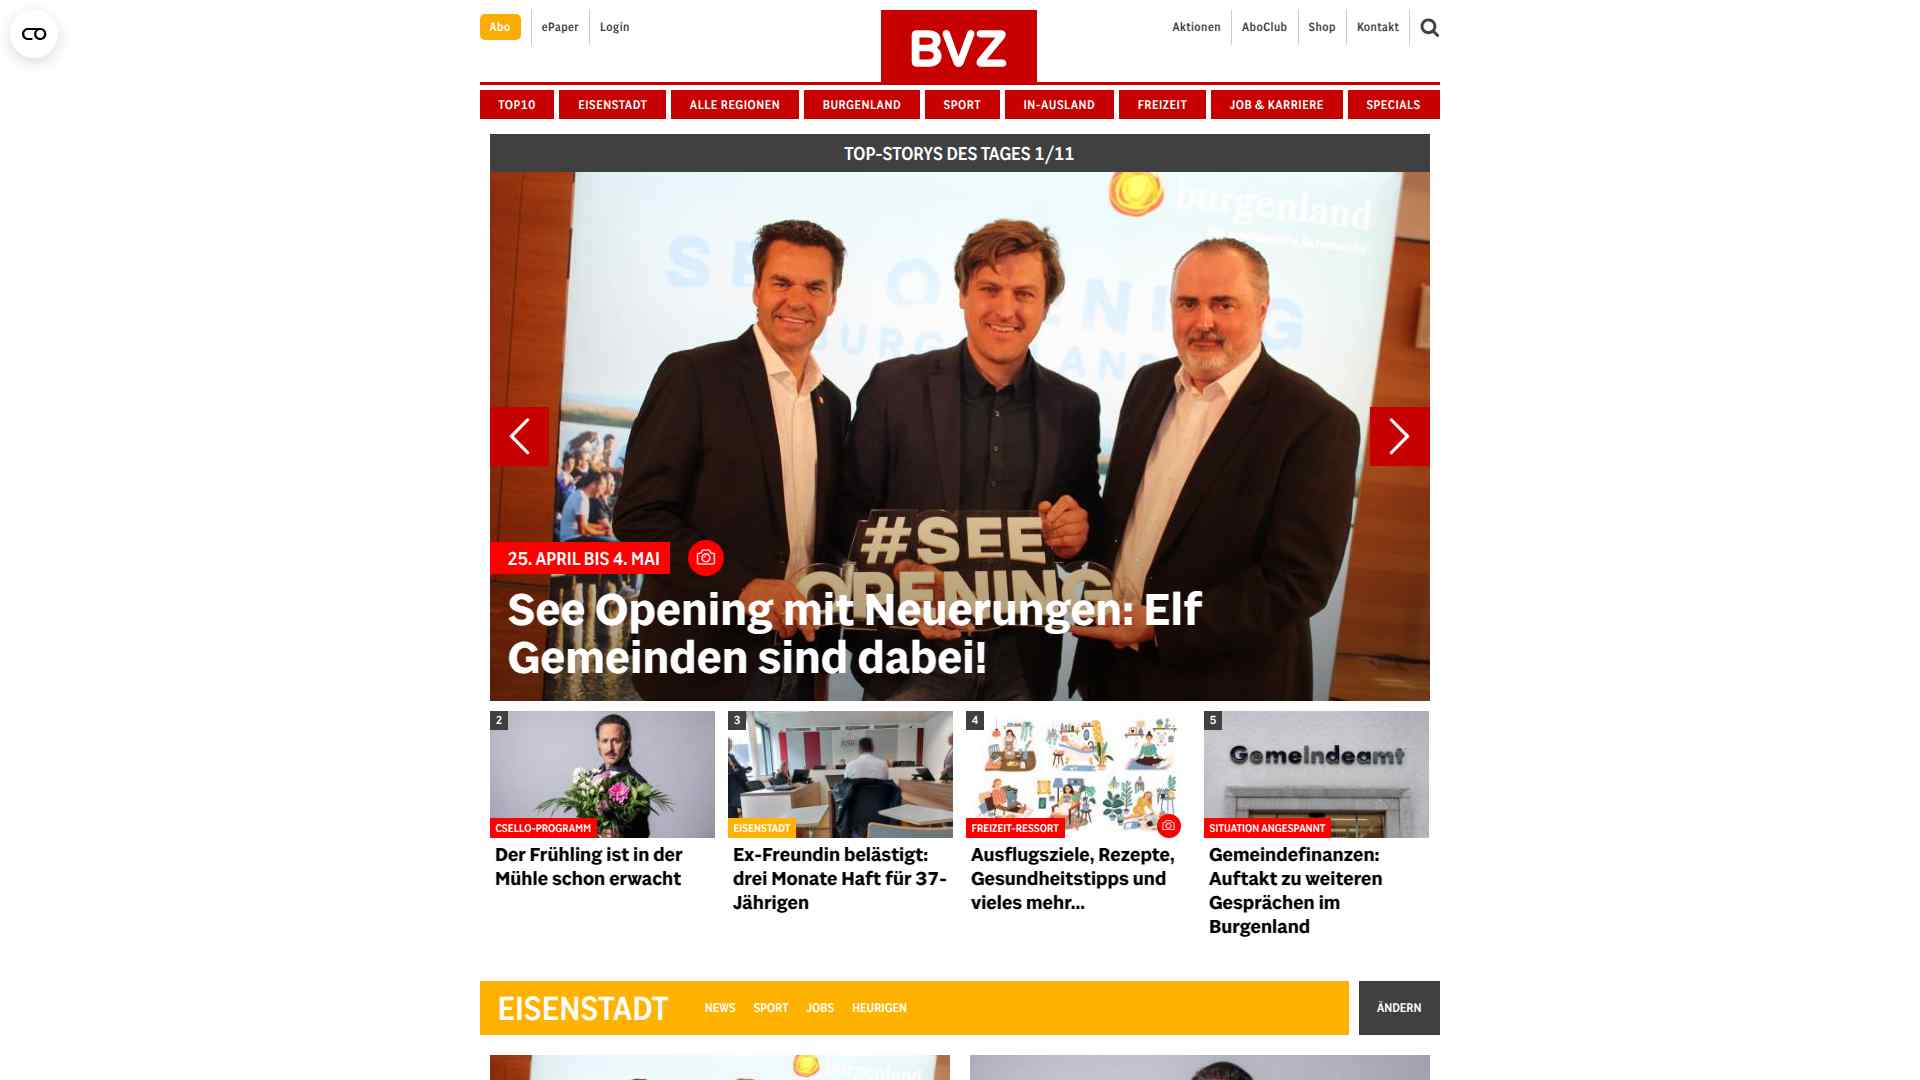 Abo
ePaper
Login
BVZ
Aktionen
AboClub
Shop
Kontakt
TOP10
EISENSTADT
ALLE REGIONEN
BURGENLAND
SPORT
IN-AUSLAND
FREIZEIT
JOB & KARRIERE
SPECIALS
TOP-STORYS DES TAGES 1/11
burgenland
SEE OPENING
BURGENLAND
#SEE
OPENING
25. APRIL BIS 4. MAI
See Opening mit Neuerungen: Elf
Gemeinden sind dabei!
2
CSELLO-PROGRAMM
Der Frühling ist in der
Mühle schon erwacht
3
EISENSTADT
Ex-Freundin belästigt:
drei Monate Haft für 37-
Jährigen
4
FREIZEIT-RESSORT
Ausflugsziele, Rezepte,
Gesundheitstipps und
vieles mehr...
5
GemeIndeamt
SITUATION ANGESPANNT
Gemeindefinanzen:
Auftakt zu weiteren
Gesprächen im
Burgenland
EISENSTADT
NEWS
SPORT
JOBS
HEURIGEN
ÄNDERN
burgenland